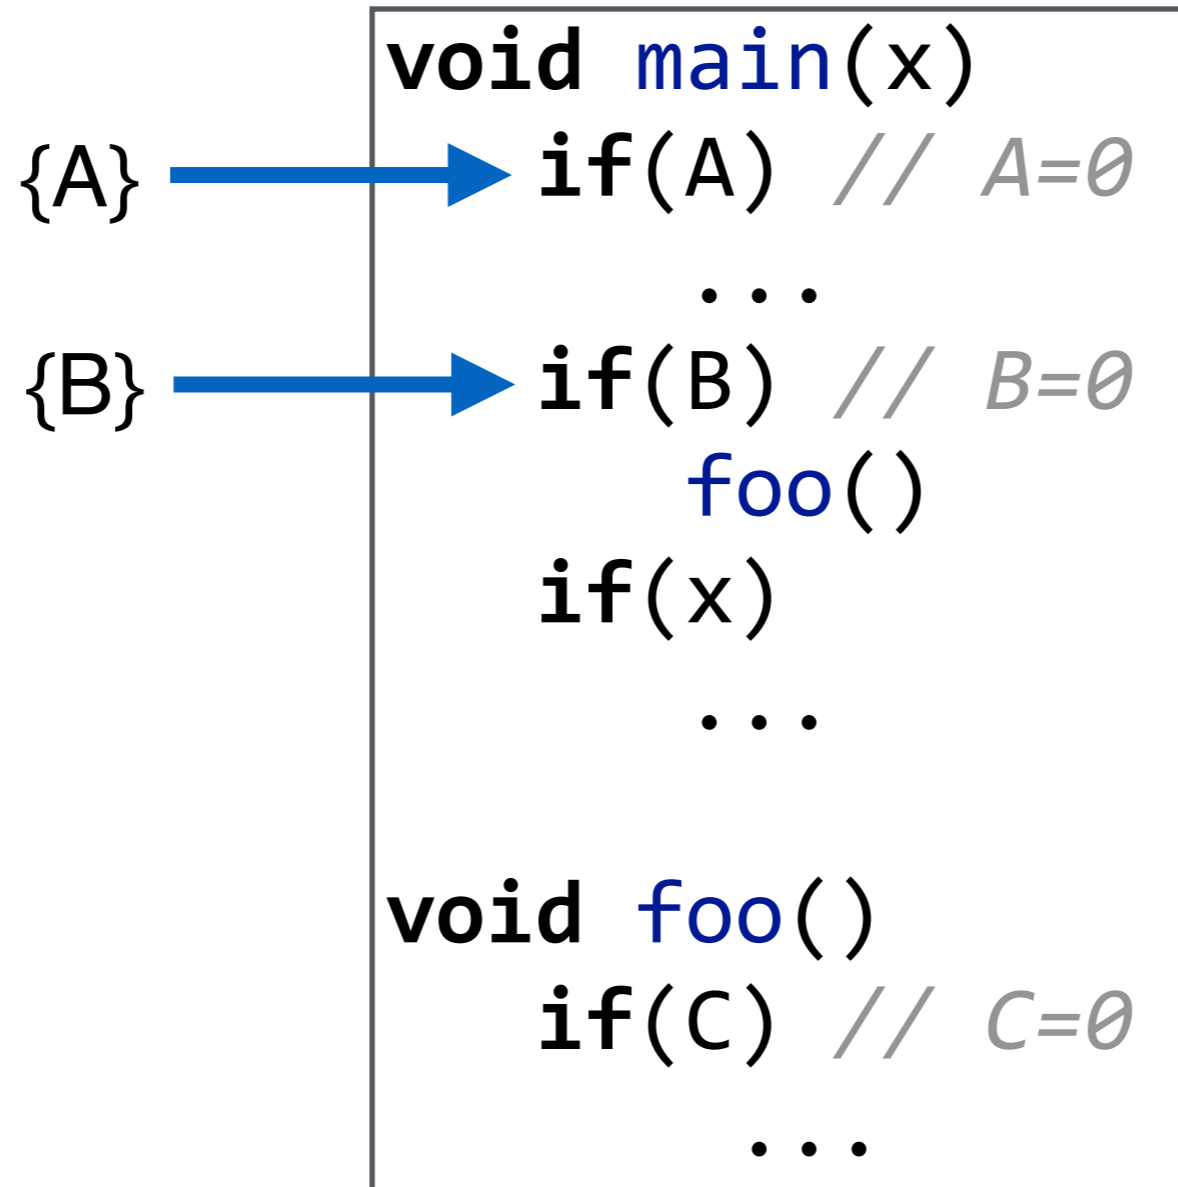 void main(x)
{A} if(A) // A=0
...
{B} if(B) // B=0
foo()
if(x)
...
void foo()
if(C) // C=0
...